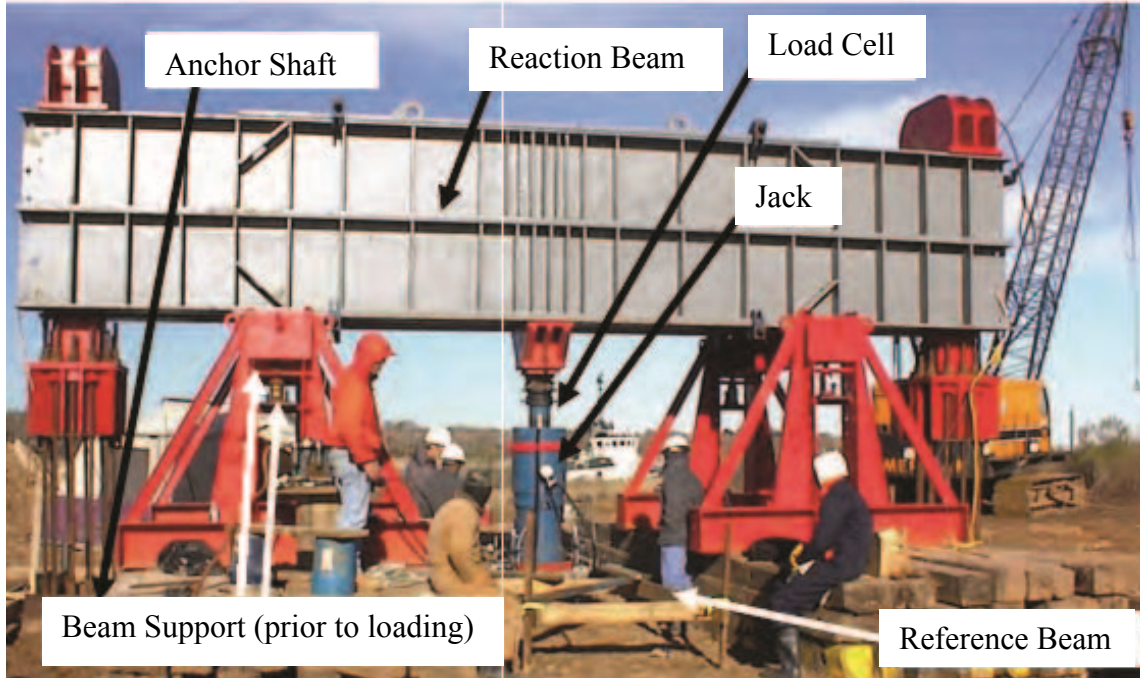 Anchor Shaft
Reaction Beam
Load Cell
Jack
Beam Support (prior to loading)
Reference Beam